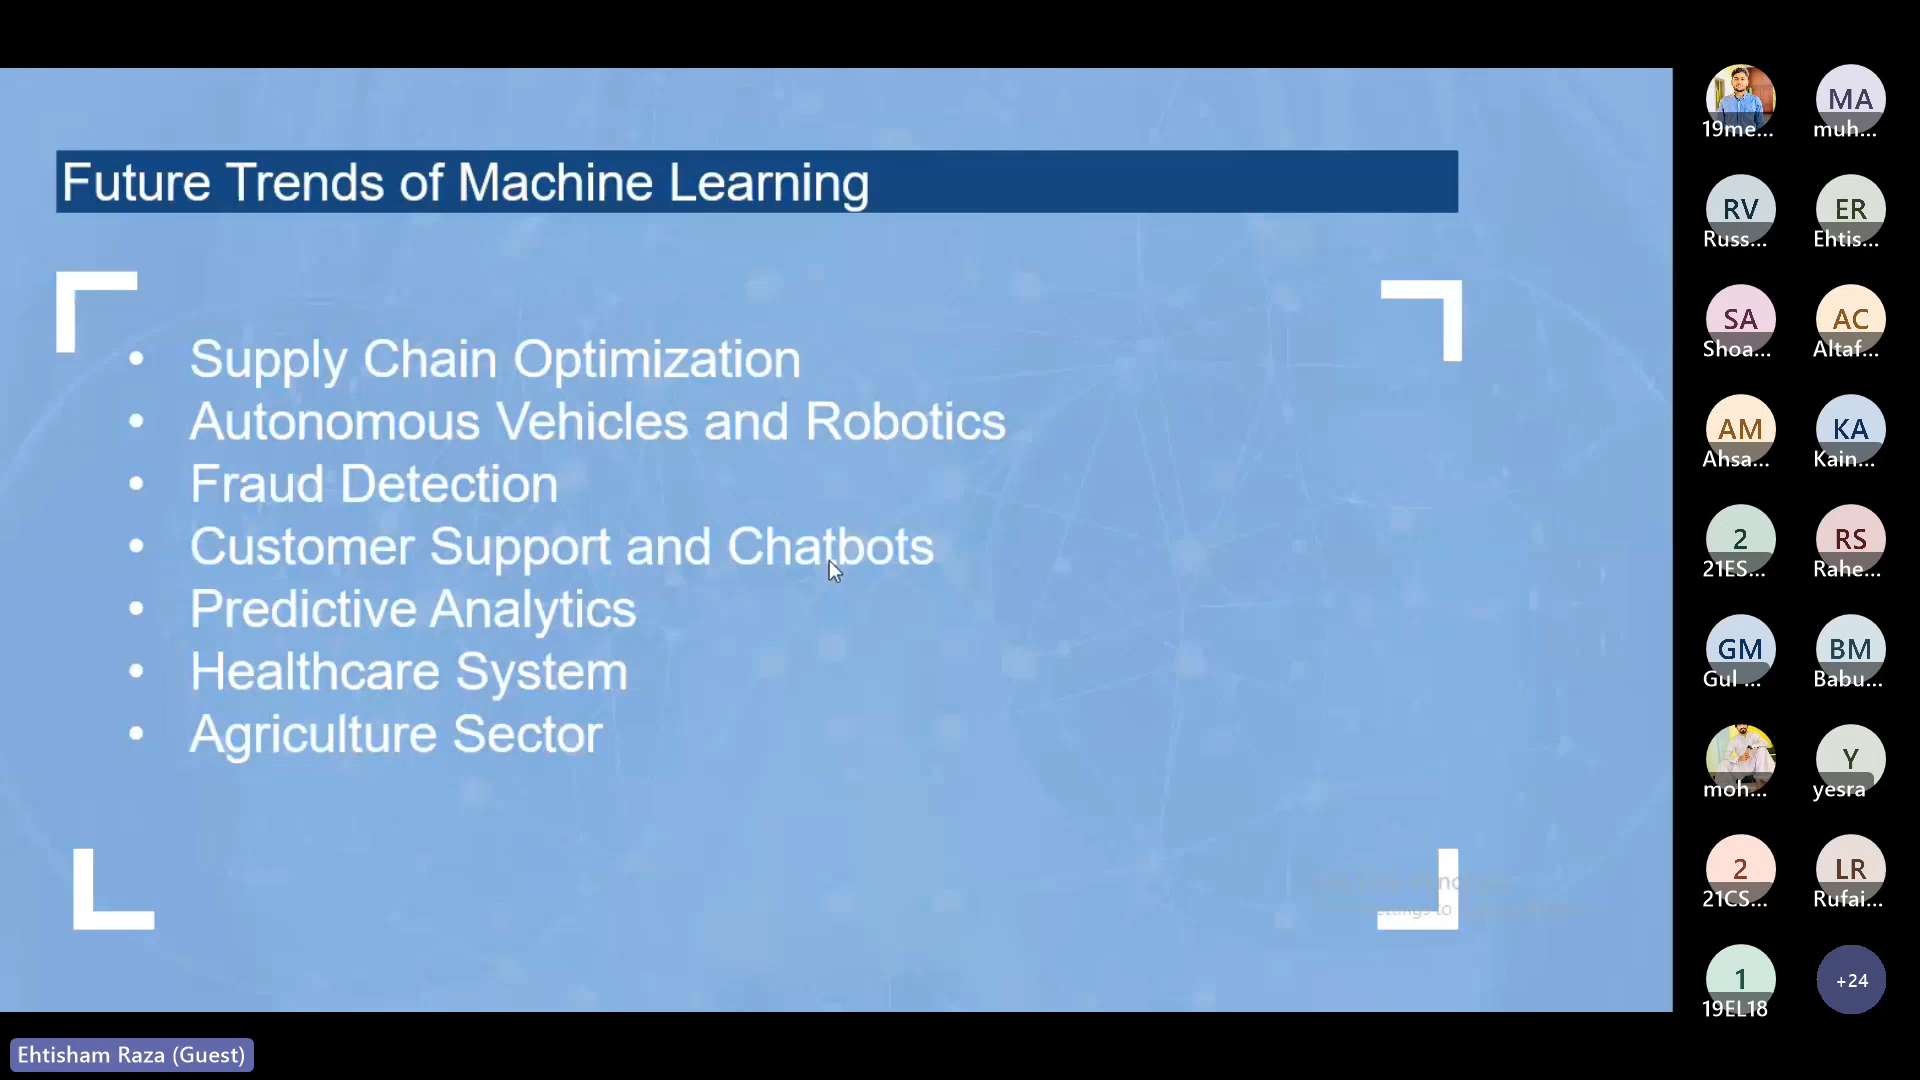 Future Trends of Machine Learning
• Supply Chain Optimization
• Autonomous Vehicles and Robotics
• Fraud Detection
• Customer Support and Chatbots
• Predictive Analytics
• Healthcare System
• Agriculture Sector
19me...
MA
muh...
RV
Russ...
ER
Ehtis...
SA
Shoa...
AC
Altaf...
AM
Ahsa...
KA
Kain...
2
21ES...
RS
Rahe...
GM
Gul ...
BM
Babu...
moh...
Y
yesra
2
21CS...
LR
Rufai...
1
19EL18
+24
Ehtisham Raza (Guest)